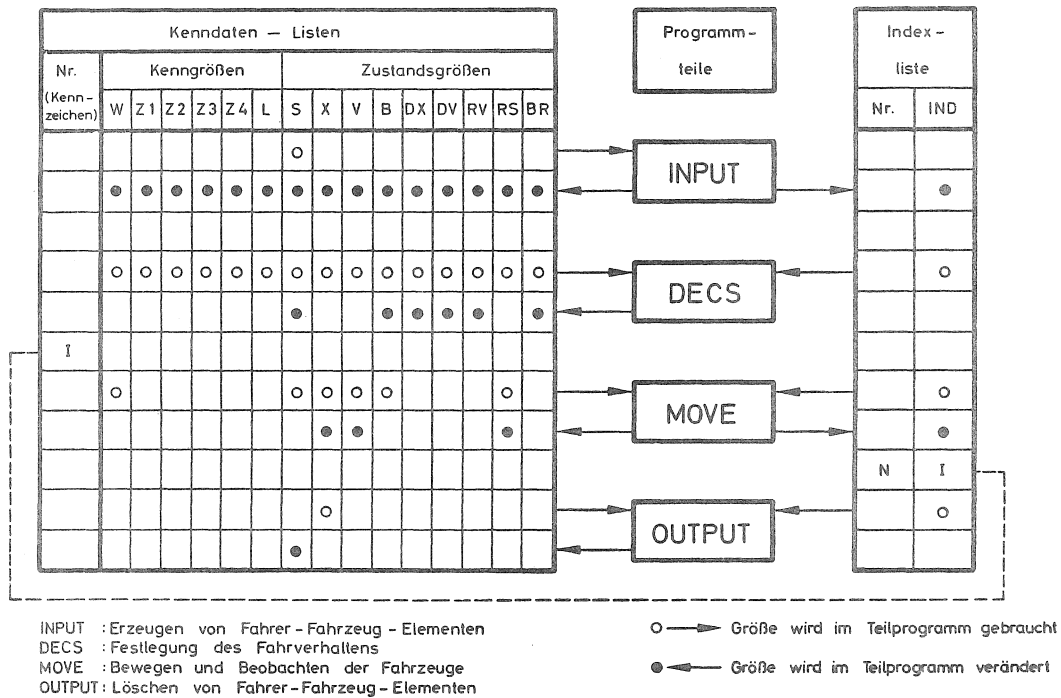 Kenndaten – Listen
Programm-
teile
Index-
liste
Nr.
(Kenn-
zeichen)
Kenngrößen
Zustandsgrößen
W Z1 Z2 Z3 Z4 L S X V B DX DV RV RS BR
Nr. IND
INPUT
DECS
I
MOVE
N I
OUTPUT
INPUT : Erzeugen von Fahrer-Fahrzeug-Elementen
DECS : Festlegung des Fahrverhaltens
MOVE : Bewegen und Beobachten der Fahrzeuge
OUTPUT: Löschen von Fahrer-Fahrzeug-Elementen
Größe wird im Teilprogramm gebraucht
Größe wird im Teilprogramm verändert